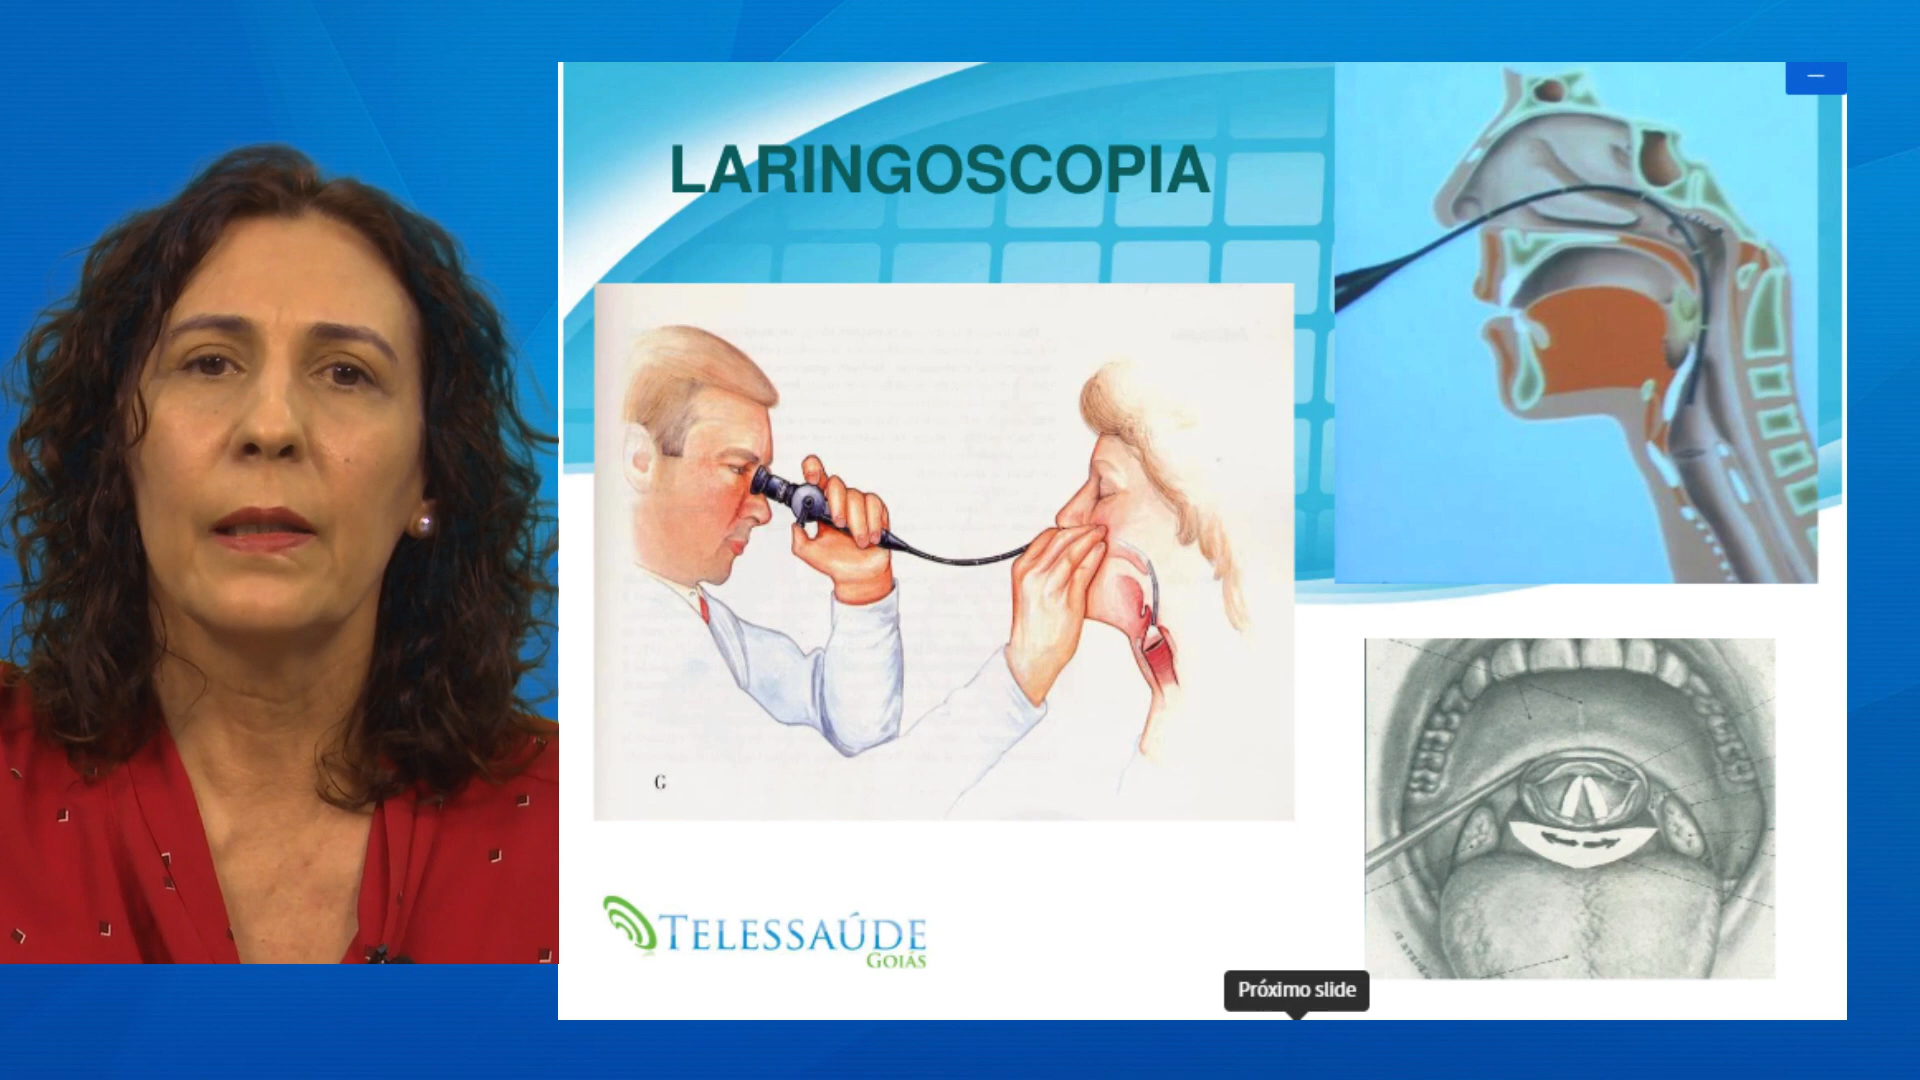 LARINGOSCOPIA
G
TELESSAÚDE
GOIÁS
Próximo slide